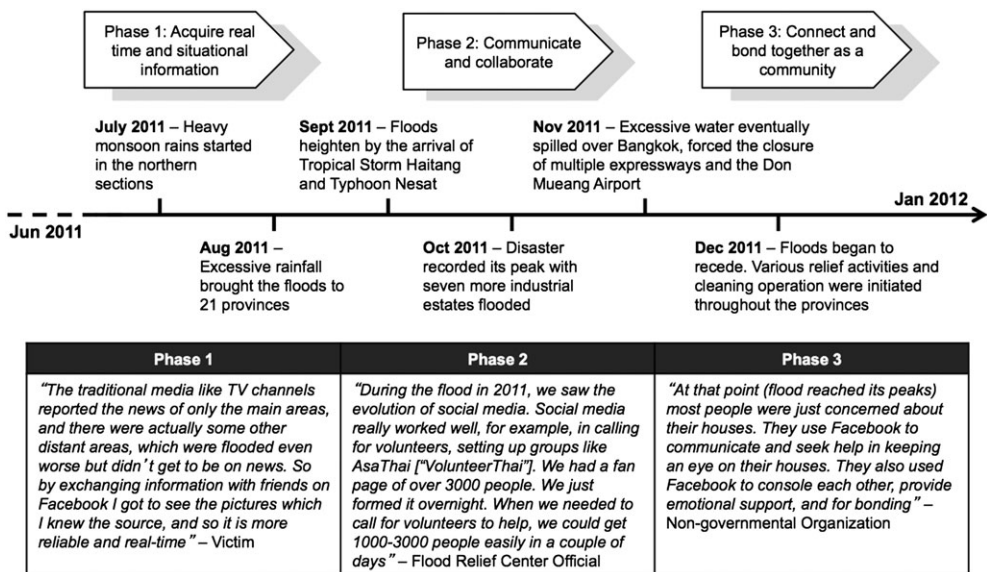 Phase 1: Acquire real
time and situational
information
Phase 2: Communicate
and collaborate
Phase 3: Connect and
bond together as a
community
July 2011 – Heavy
monsoon rains started
in the northern
sections
Sept 2011 – Floods
heighten by the arrival of
Tropical Storm Haitang
and Typhoon Nesat
Nov 2011 – Excessive water eventually
spilled over Bangkok, forced the closure
of multiple expressways and the Don
Mueang Airport
Jan 2012
Jun 2011
Aug 2011 –
Excessive rainfall
brought the floods to
21 provinces
Oct 2011 – Disaster
recorded its peak with
seven more industrial
estates flooded
Dec 2011 – Floods began to
recede. Various relief activities and
cleaning operation were initiated
throughout the provinces
Phase 1
Phase 2
Phase 3
“The traditional media like TV channels
reported the news of only the main areas,
and there were actually some other
distant areas, which were flooded even
worse but didn’t get to be on news. So
by exchanging information with friends on
Facebook I got to see the pictures which
I knew the source, and so it is more
reliable and real-time” – Victim
“During the flood in 2011, we saw the
evolution of social media. Social media
really worked well, for example, in calling
for volunteers, setting up groups like
AsaThai [“VolunteerThai”]. We had a fan
page of over 3000 people. We just
formed it overnight. When we needed to
call for volunteers to help, we could get
1000-3000 people easily in a couple of
days” – Flood Relief Center Official
“At that point (flood reached its peaks)
most people were just concerned about
their houses. They use Facebook to
communicate and seek help in keeping
an eye on their houses. They also used
Facebook to console each other, provide
emotional support, and for bonding” –
Non-governmental Organization